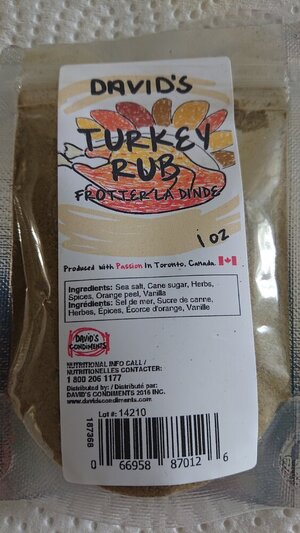 DAVID'S
TURKEY
RUB
FROTTER LA DINDE
1 OZ
Produced with Passion In Toronto, Canada
Ingredients: Sea salt, Cane sugar, Herbs,
Spices, Orange peel, Vanilla
Ingrédients: Sel de mer, Sucre de canne,
Herbes, Épices, Écorce d'orange, Vanille
DAVID'S
CONDIMENTS
NUTRITIONAL INFO CALL /
NUTRITIONELLES CONTACTER:
1 800 206 1177
Distributed by: / Distributé par:
DAVID'S CONDIMENTS 2016 INC.
www.davidscondiments.com
Lot #: 14210
187368
0 66958 87012 6